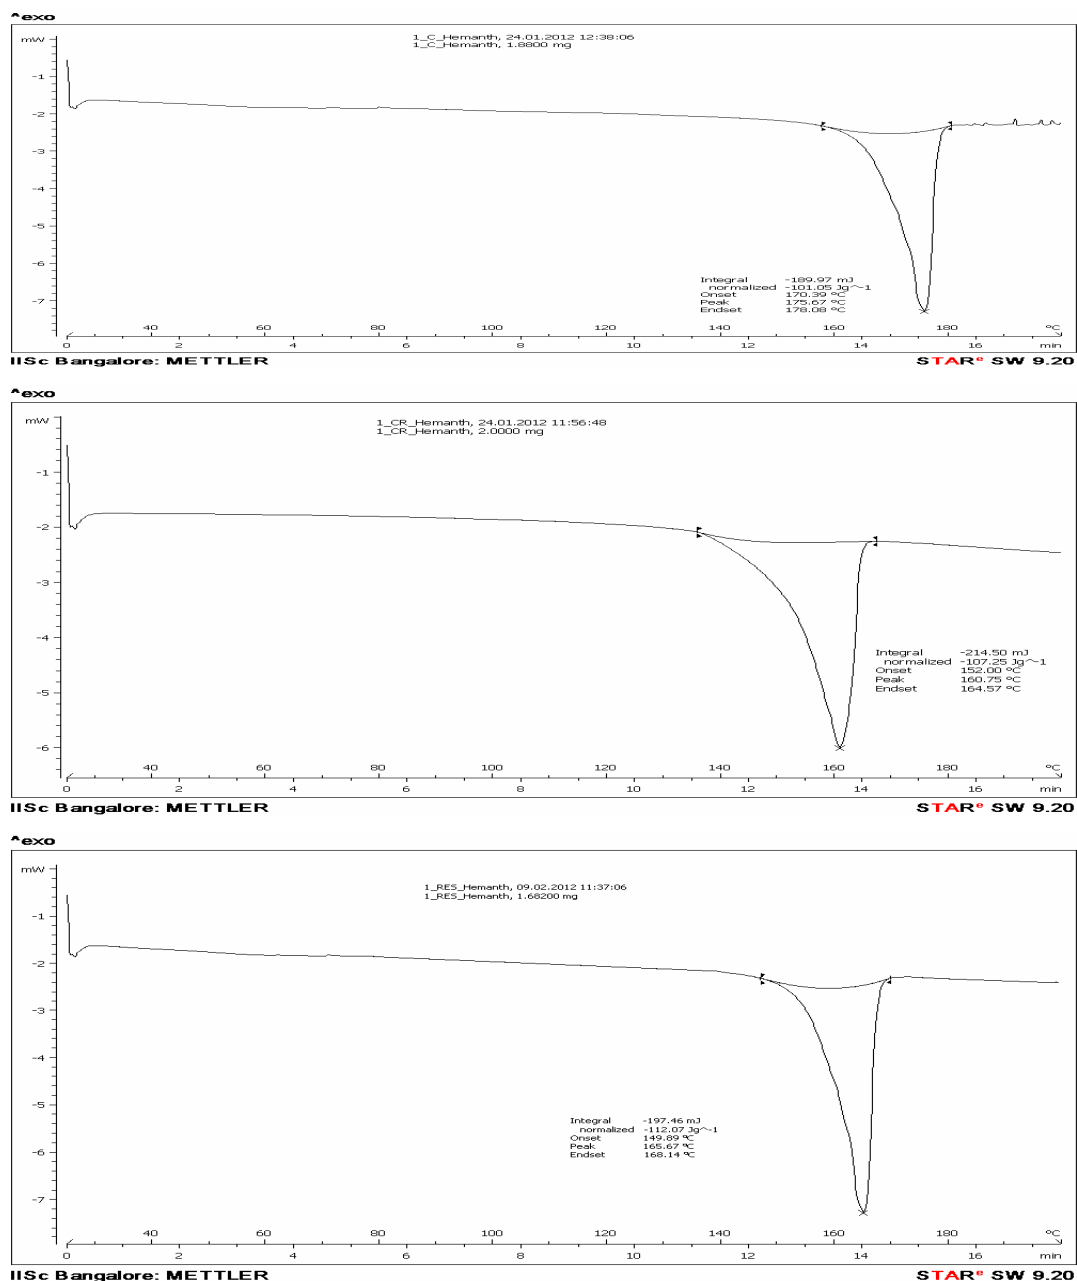 ^exo
mW
1_C_Hemanth, 24.01.2012 12:38:06
1_C_Hemanth, 1.8800 mg
-1
-2
-3
-4
-5
-6
-7
Integral -189.97 mJ
normalized -101.05 Jg^-1
Onset 170.39 °C
Peak 175.67 °C
Endset 178.08 °C
40 60 80 100 120 140 160 180 °C
0 2 4 6 8 10 12 14 16 min
IISc Bangalore: METTLER STARe SW 9.20
^exo
mW
1_CR_Hemanth, 24.01.2012 11:56:48
1_CR_Hemanth, 2.0000 mg
-1
-2
-3
-4
-5
-6
Integral -214.50 mJ
normalized -107.25 Jg^-1
Onset 152.00 °C
Peak 160.75 °C
Endset 164.57 °C
40 60 80 100 120 140 160 180 °C
0 2 4 6 8 10 12 14 16 min
IISc Bangalore: METTLER STARe SW 9.20
^exo
mW
1_RES_Hemanth, 09.02.2012 11:37:06
1_RES_Hemanth, 1.68200 mg
-1
-2
-3
-4
-5
-6
-7
Integral -197.46 mJ
normalized -112.07 Jg^-1
Onset 149.89 °C
Peak 165.67 °C
Endset 168.14 °C
40 60 80 100 120 140 160 180 °C
0 2 4 6 8 10 12 14 16 min
IISc Bangalore: METTLER STARe SW 9.20